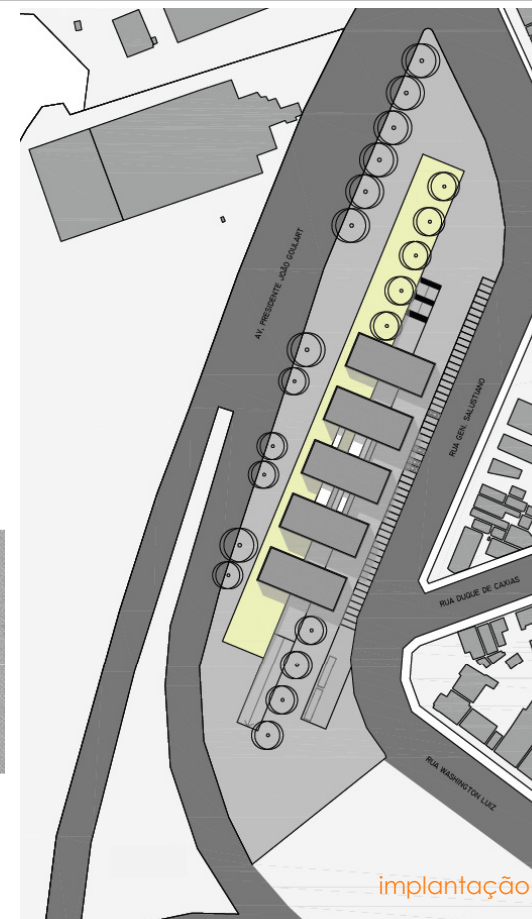 AV. PRESIDENTE JOÃO GOULART
RUA GEN. SALUSTIANO
RUA DUQUE DE CAXIAS
RUA WASHINGTON LUIZ
implantação